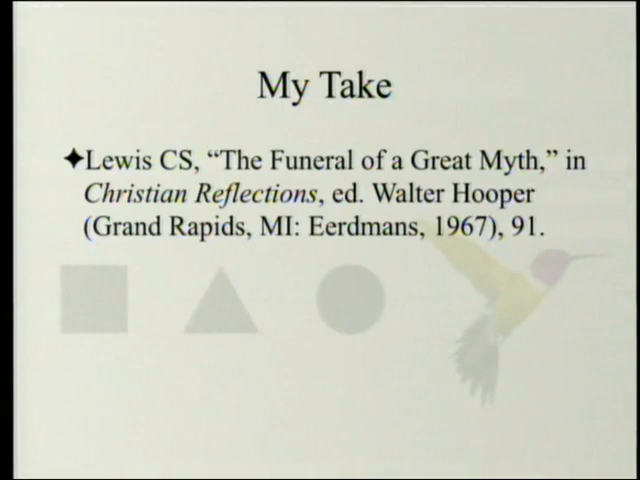 My Take
✦Lewis CS, “The Funeral of a Great Myth,” in
Christian Reflections, ed. Walter Hooper
(Grand Rapids, MI: Eerdmans, 1967), 91.